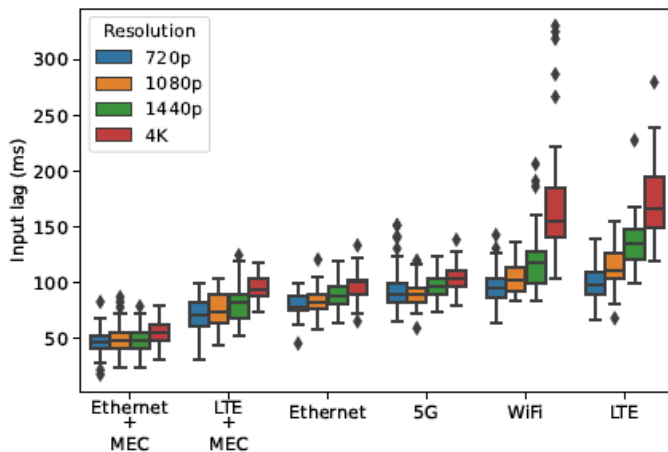 Resolution
720p
1080p
1440p
4K
Input lag (ms)
300
250
200
150
100
50
Ethernet
+
MEC
LTE
+
MEC
Ethernet
5G
WiFi
LTE